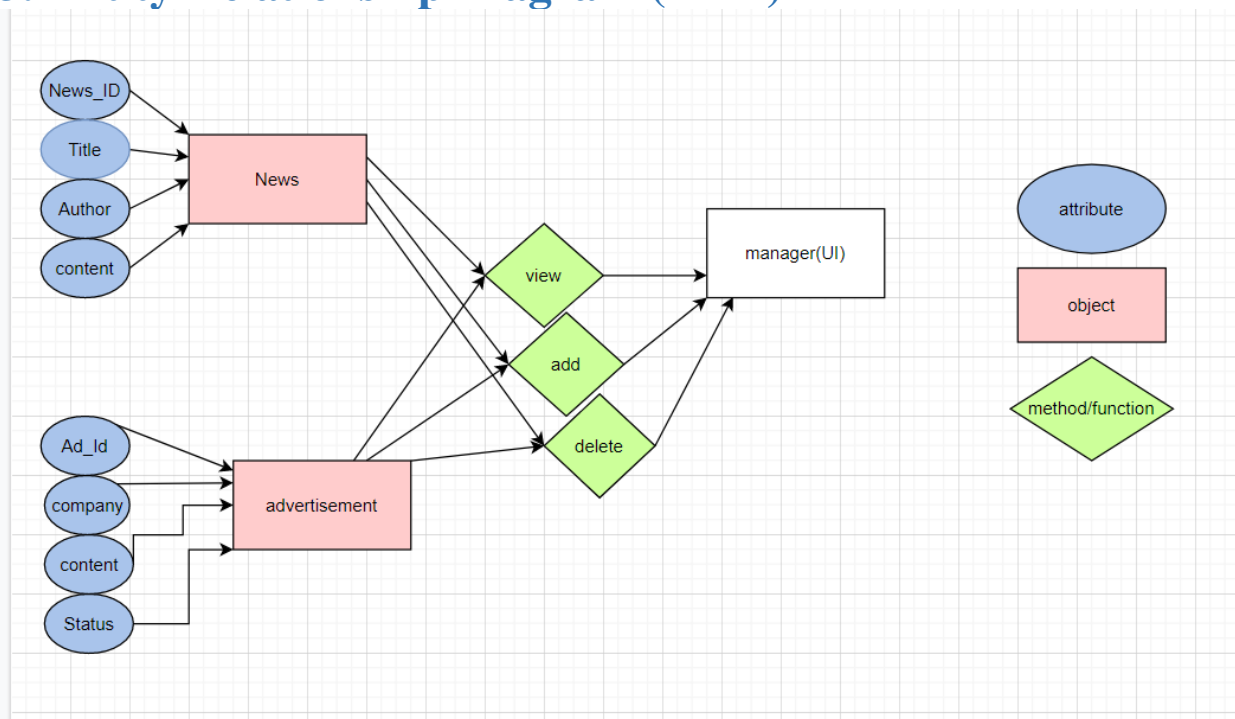 News_ID
Title
Author
content
News
view
add
delete
manager(UI)
attribute
object
method/function
Ad_Id
company
content
Status
advertisement